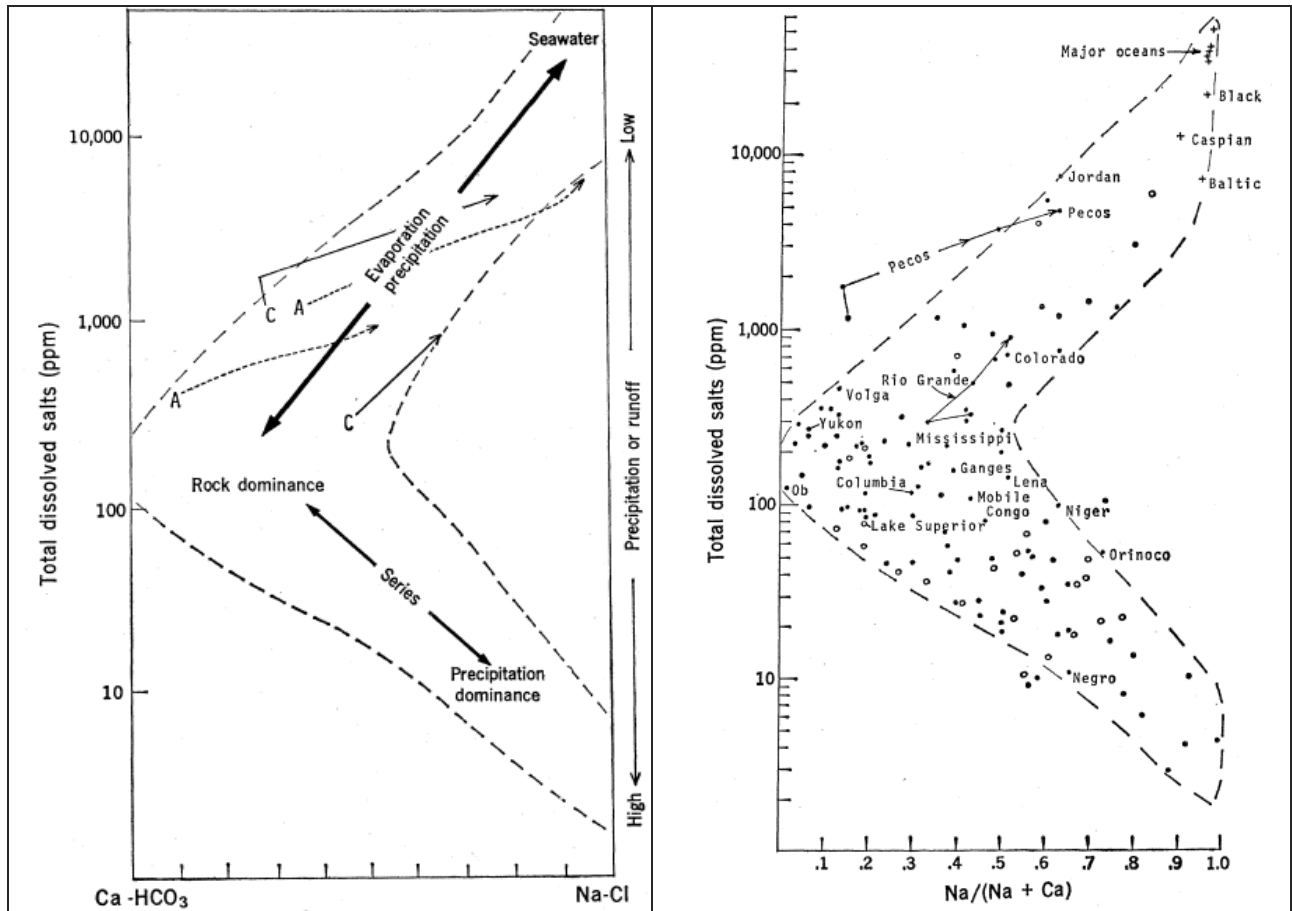 Seawater
10,000
Evaporation
precipitation
C
A
1,000
A
C
Rock dominance
100
Series
Precipitation
dominance
10
Total dissolved salts (ppm)
Low
Precipitation or runoff
High
Ca -HCO₃
Na-Cl
Major oceans
Black
Caspian
10,000
Baltic
Jordan
Pecos
Pecos
1,000
Colorado
Rio Grande
Volga
Yukon
Mississippi
Ganges
Columbia
Lena
Ob
Mobile
100
Congo
Niger
Lake Superior
Orinoco
10
Negro
Total dissolved salts (ppm)
.1 .2 .3 .4 .5 .6 .7 .8 .9 1.0
Na/(Na + Ca)